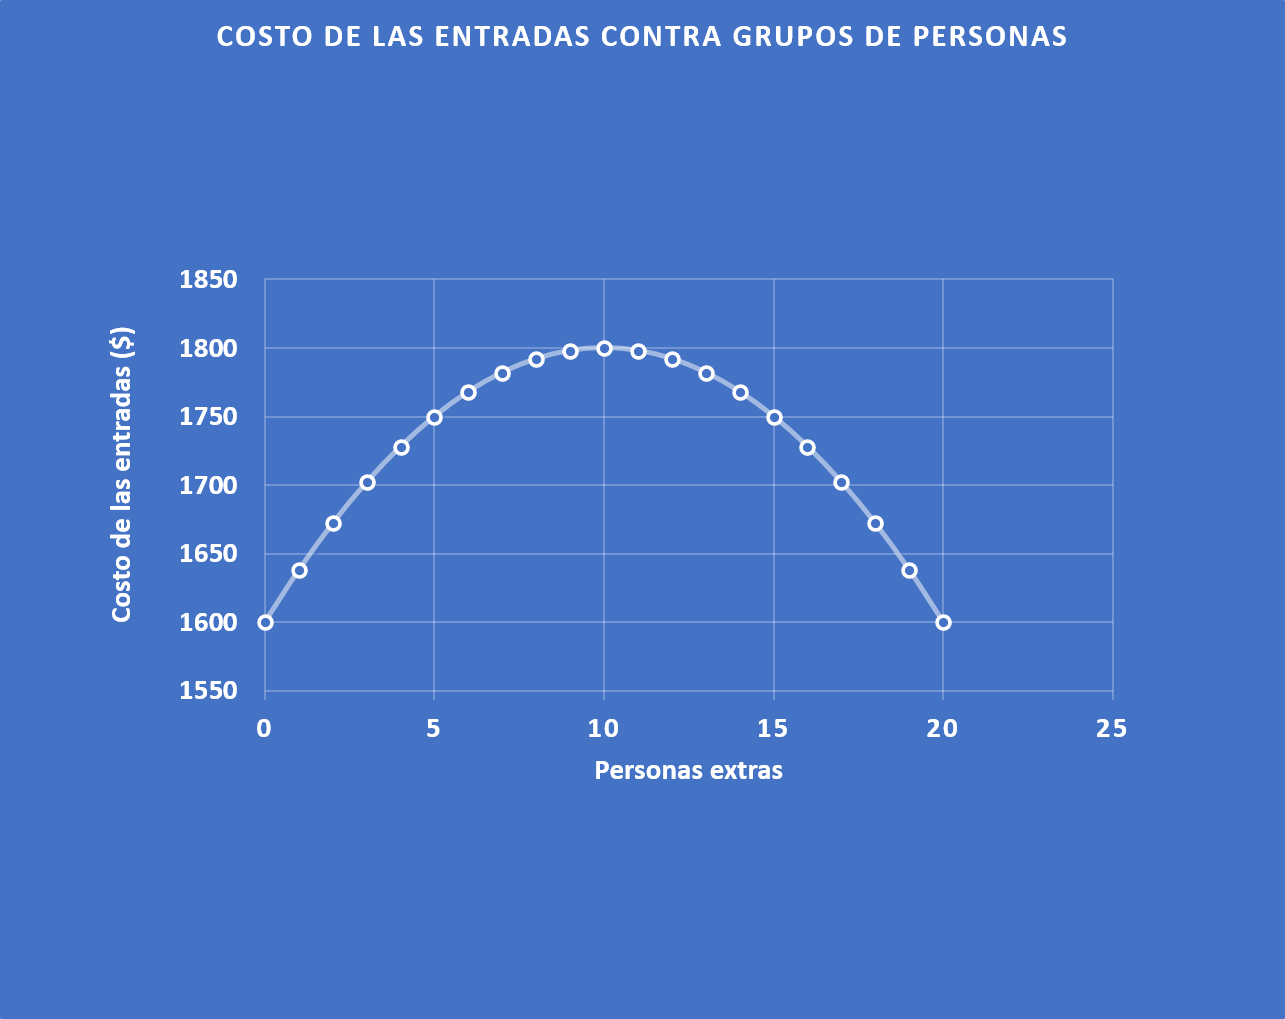 COSTO DE LAS ENTRADAS CONTRA GRUPOS DE PERSONAS
Costo de las entradas ($)
1850
1800
1750
1700
1650
1600
1550
0 5 10 15 20 25
Personas extras